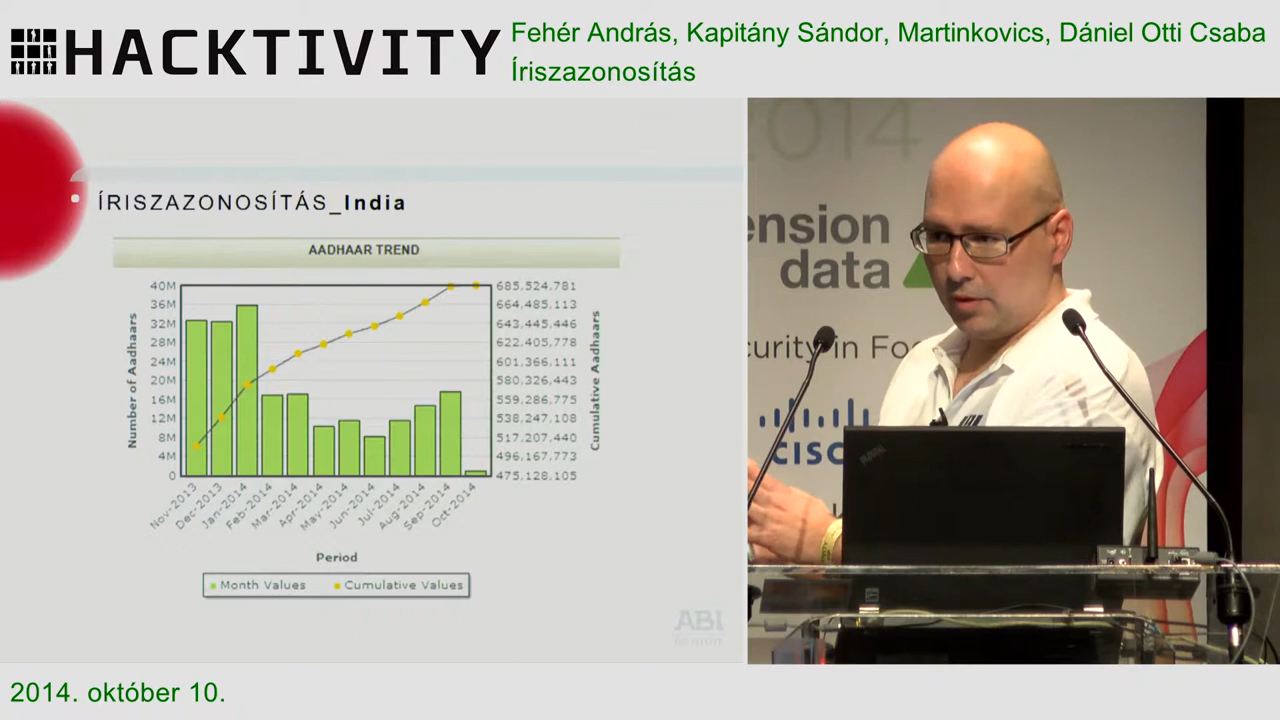 HACKTIVITY
Fehér András, Kapitány Sándor, Martinkovics, Dániel Otti Csaba
Íriszazonosítás
2014
ÍRISZAZONOSÍTÁS_India
AADHAAR TREND
40M
36M
32M
28M
24M
20M
16M
12M
8M
4M
0
Number of Aadhaars
685,524,781
664,485,113
643,445,446
622,405,778
601,366,111
580,326,443
559,286,775
538,247,108
517,207,440
496,167,773
475,128,105
Cumulative Aadhaars
Nov-2013
Dec-2013
Jan-2014
Feb-2014
Mar-2014
Apr-2014
May-2014
Jun-2014
Jul-2014
Aug-2014
Sep-2014
Oct-2014
Period
Month Values
Cumulative Values
ABI
ension
data
curity in Fo
CISC
2014. október 10.